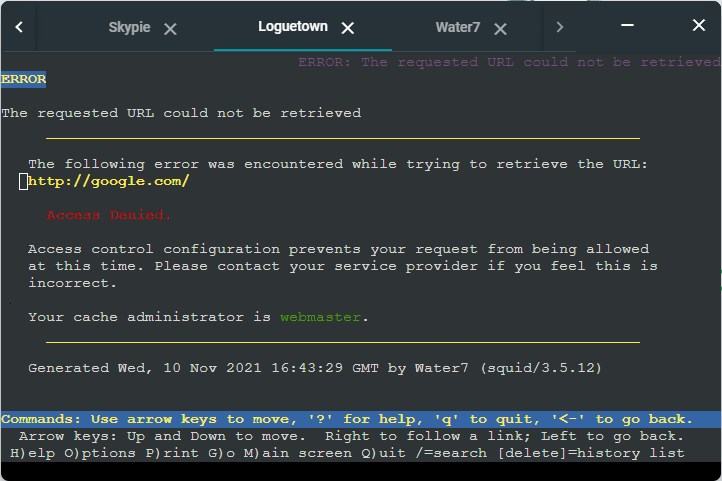 Skypie
Loguetown
Water7
ERROR: The requested URL could not be retrieved
ERROR
The requested URL could not be retrieved
The following error was encountered while trying to retrieve the URL:
http://google.com/
Access Denied.
Access control configuration prevents your request from being allowed
at this time. Please contact your service provider if you feel this is
incorrect.
Your cache administrator is webmaster.
Generated Wed, 10 Nov 2021 16:43:29 GMT by Water7 (squid/3.5.12)
Commands: Use arrow keys to move, '?' for help, 'q' to quit, '<-' to go back.
Arrow keys: Up and Down to move.  Right to follow a link; Left to go back.
H)elp O)ptions P)rint G)o M)ain screen Q)uit /=search [delete]=history list